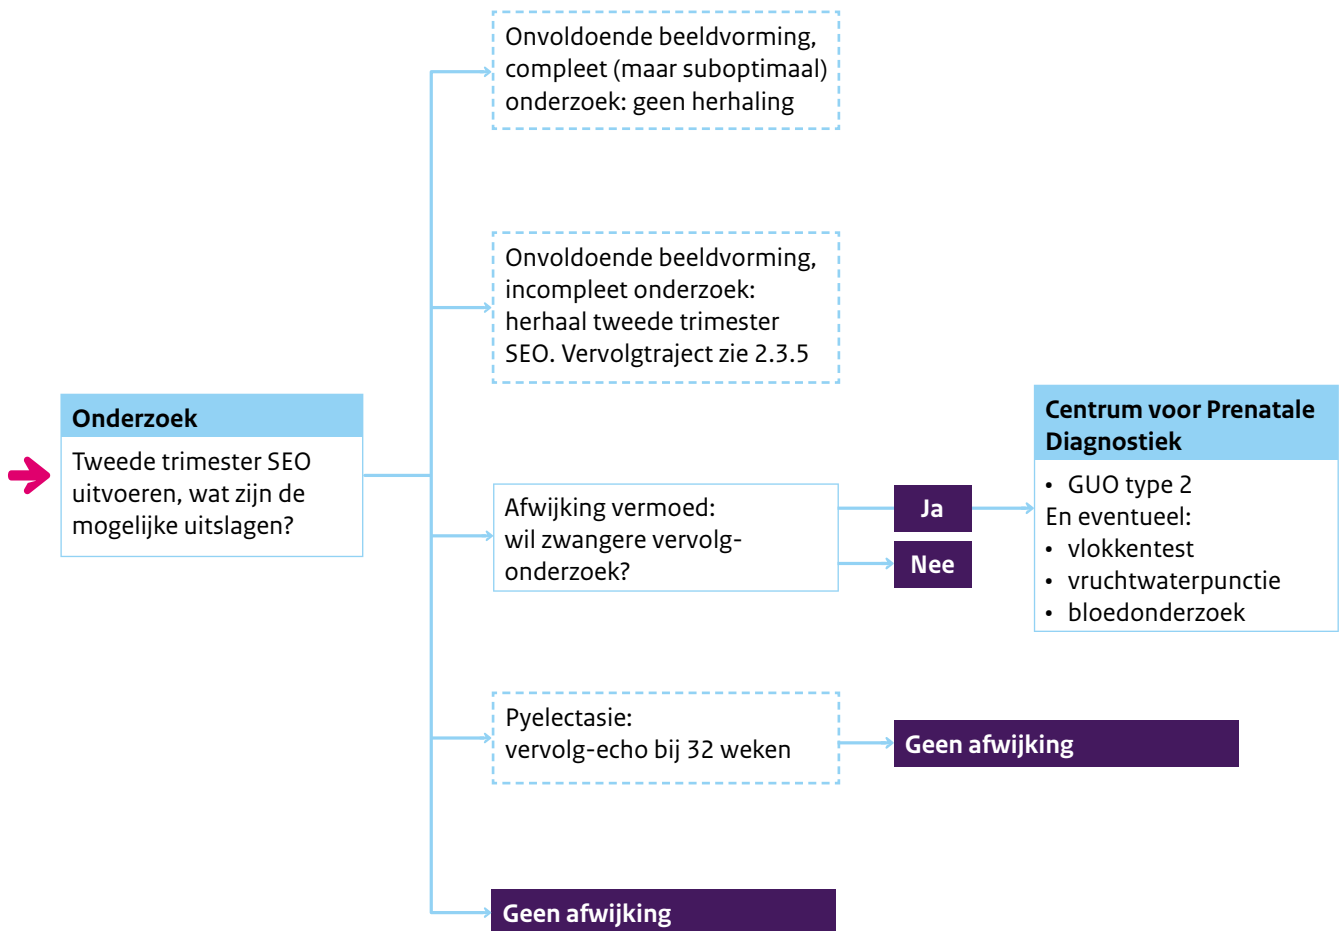 Onvoldoende beeldvorming,
compleet (maar suboptimaal)
onderzoek: geen herhaling
Onvoldoende beeldvorming,
incompleet onderzoek:
herhaal tweede trimester
SEO. Vervolgtraject zie 2.3.5
Onderzoek
Tweede trimester SEO
uitvoeren, wat zijn de
mogelijke uitslagen?
Afwijking vermoed:
wil zwangere vervolg-
onderzoek?
Ja
Nee
Centrum voor Prenatale
Diagnostiek
• GUO type 2
En eventueel:
• vlokkentest
• vruchtwaterpunctie
• bloedonderzoek
Pyelectasie:
vervolg-echo bij 32 weken
Geen afwijking
Geen afwijking